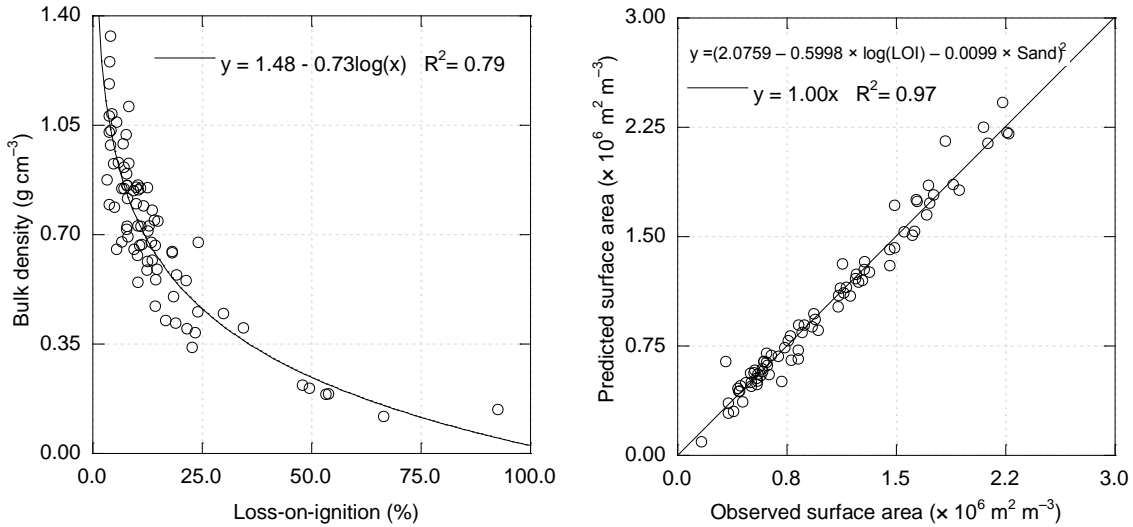 1.40
1.05
0.70
0.35
0.00
Bulk density (g cm⁻³)
y = 1.48 - 0.73log(x) R²= 0.79
0.0 25.0 50.0 75.0 100.0
Loss-on-ignition (%)
3.00
2.25
1.50
0.75
0.00
Predicted surface area (× 10⁶ m² m⁻³)
y =(2.0759 – 0.5998 × log(LOI) – 0.0099 × Sand)²
y = 1.00x R²= 0.97
0.0 0.8 1.5 2.2 3.0
Observed surface area (× 10⁶ m² m⁻³)